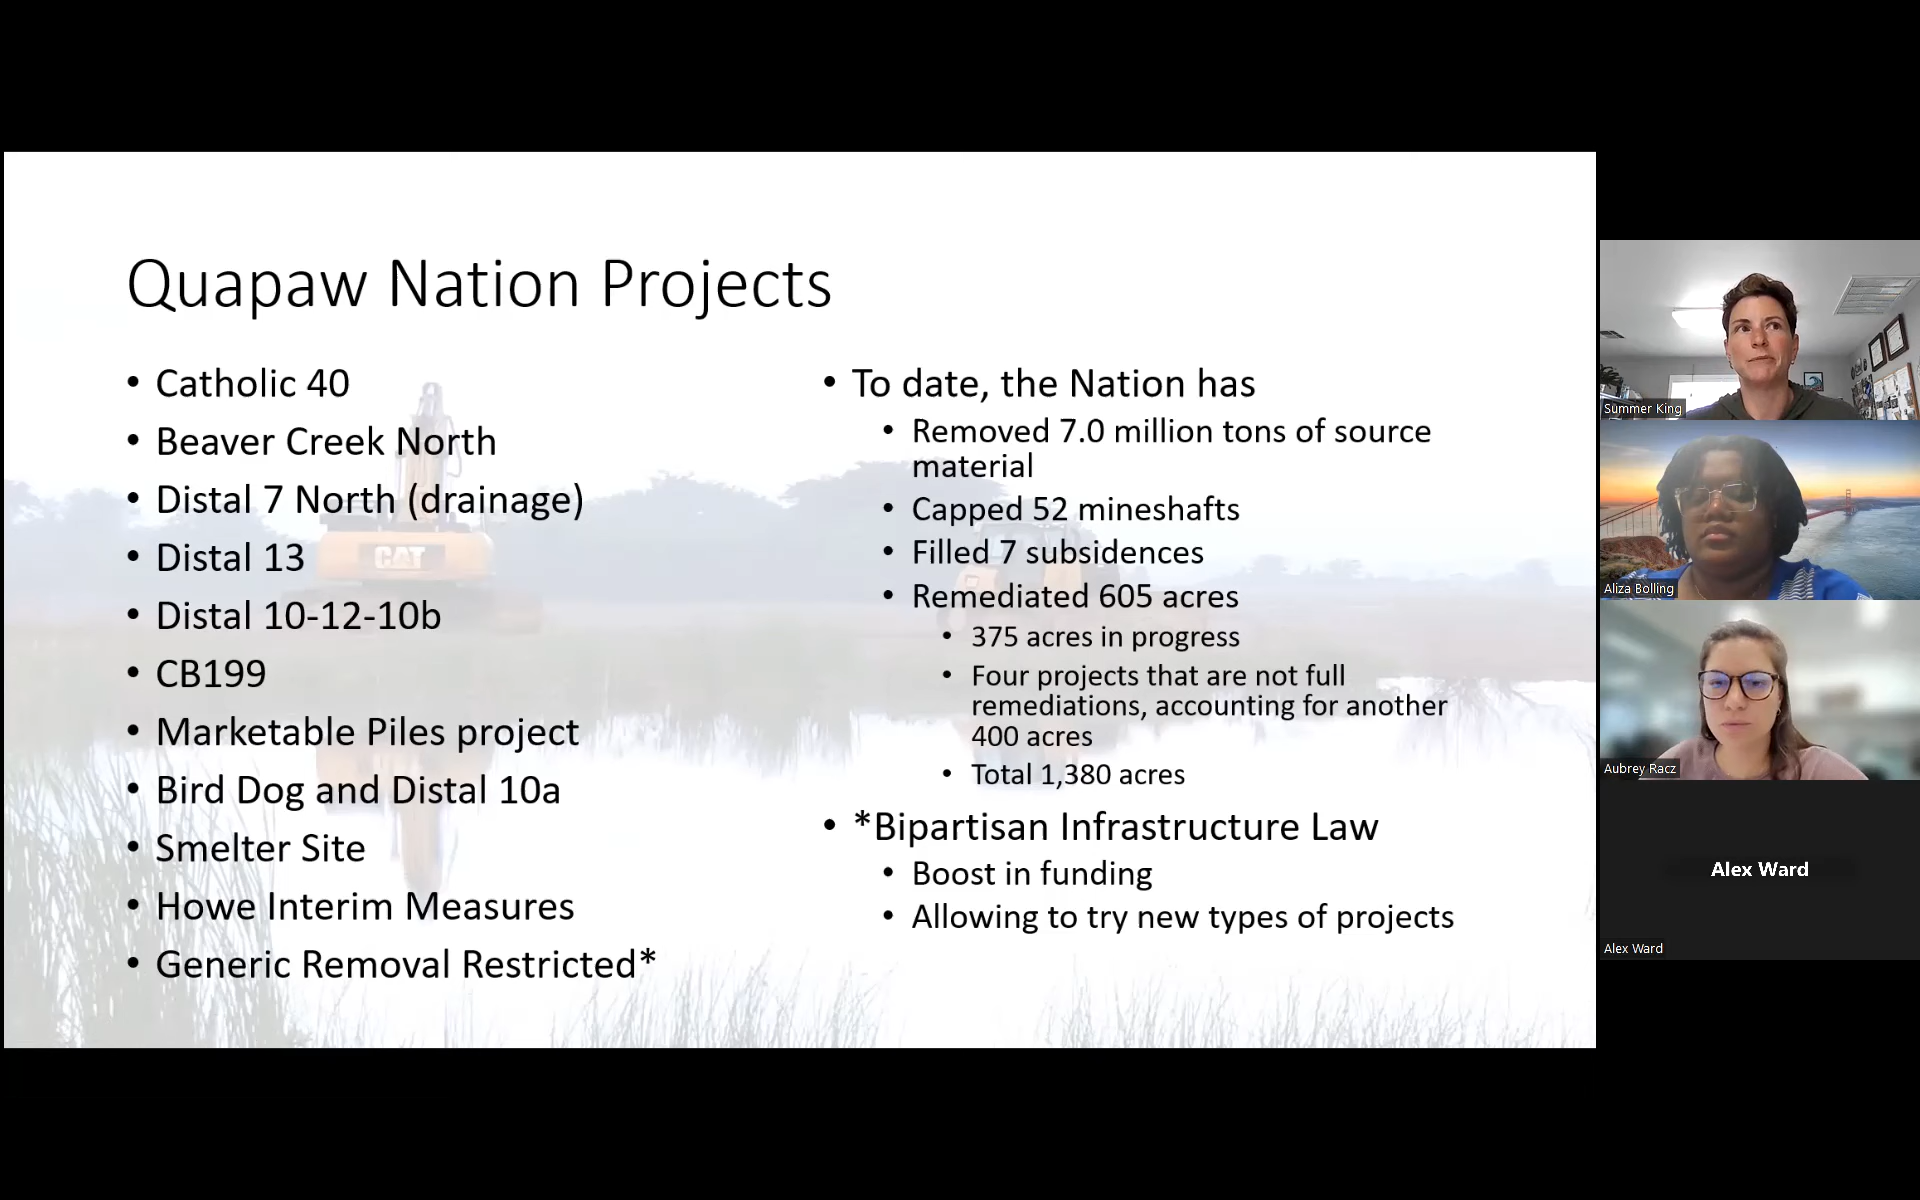 Quapaw Nation Projects
• Catholic 40
• Beaver Creek North
• Distal 7 North (drainage)
• Distal 13
• Distal 10-12-10b
• CB199
• Marketable Piles project
• Bird Dog and Distal 10a
• Smelter Site
• Howe Interim Measures
• Generic Removal Restricted*
• To date, the Nation has
• Removed 7.0 million tons of source
material
• Capped 52 mineshafts
• Filled 7 subsidences
• Remediated 605 acres
• 375 acres in progress
• Four projects that are not full
remediations, accounting for another
400 acres
• Total 1,380 acres
• *Bipartisan Infrastructure Law
• Boost in funding
• Allowing to try new types of projects
CAT
Summer King
Aliza Bolling
Aubrey Racz
Alex Ward
Alex Ward